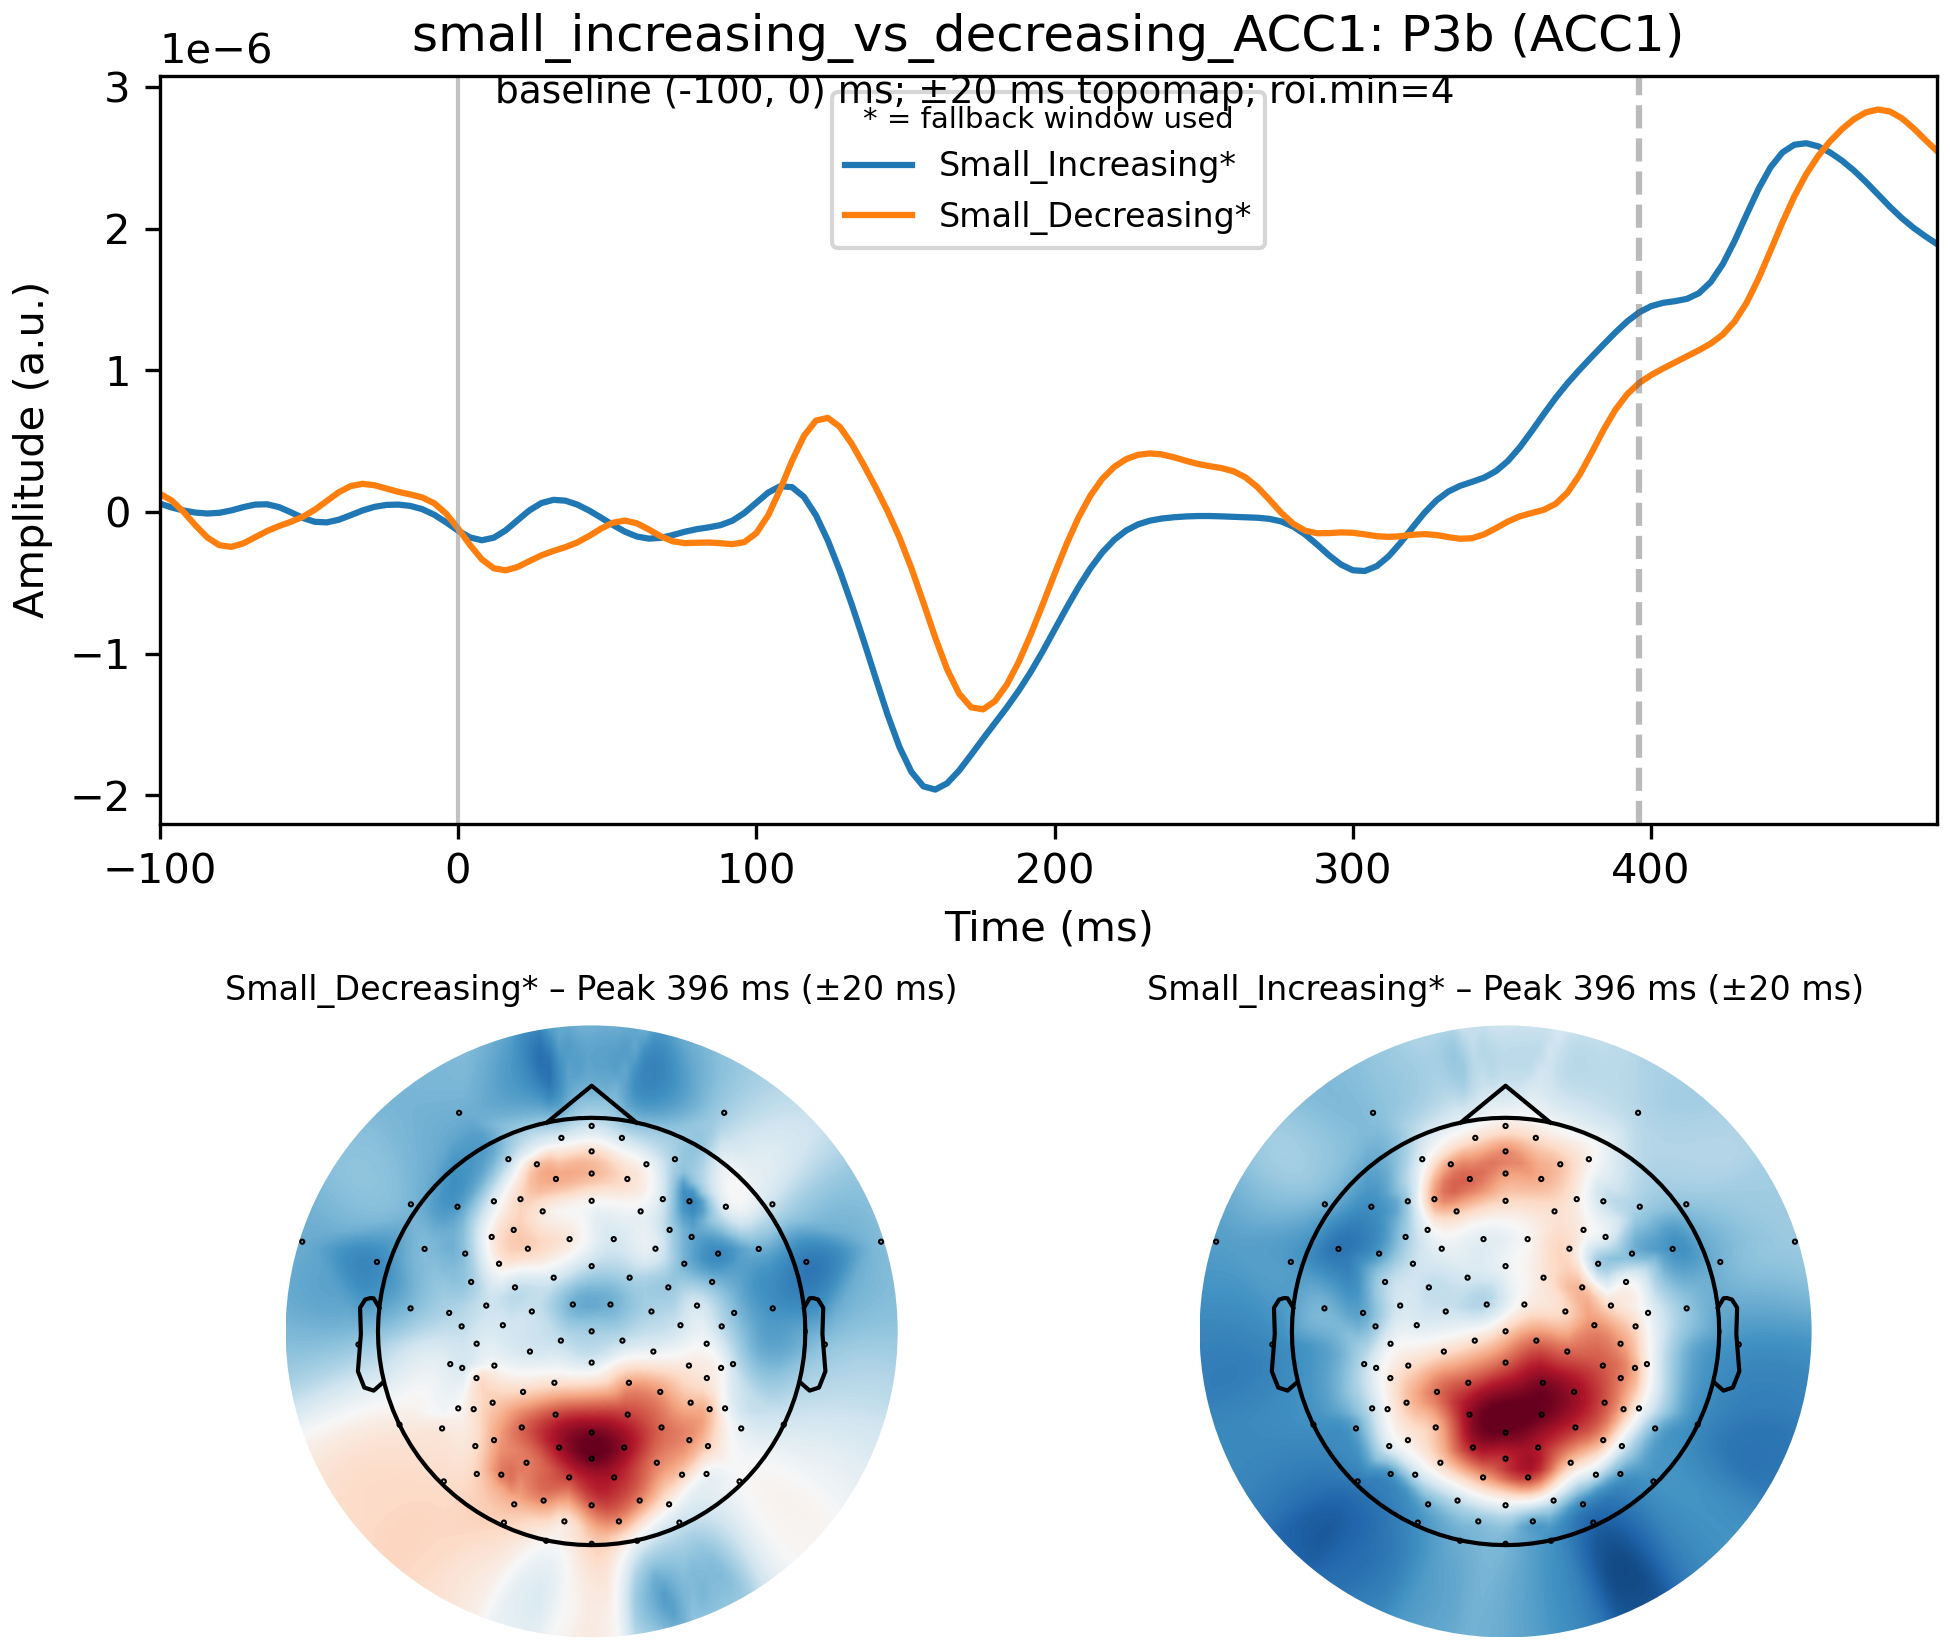 small_increasing_vs_decreasing_ACC1: P3b (ACC1)
1e−6
baseline (-100, 0) ms; ±20 ms topomap; roi.min=4
* = fallback window used
Small_Increasing*
Small_Decreasing*
Amplitude (a.u.)
3
2
1
0
−1
−2
−100
0
100
200
300
400
Time (ms)
Small_Decreasing* – Peak 396 ms (±20 ms)
Small_Increasing* – Peak 396 ms (±20 ms)